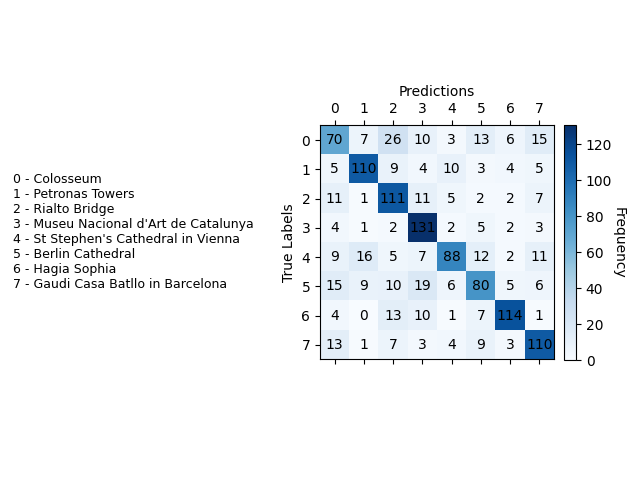 Predictions
0 1 2 3 4 5 6 7
0 70 7 26 10 3 13 6 15
1 5 110 9 4 10 3 4 5
2 11 1 111 11 5 2 2 7
3 4 1 2 131 2 5 2 3
4 9 16 5 7 88 12 2 11
5 15 9 10 19 6 80 5 6
6 4 0 13 10 1 7 114 1
7 13 1 7 3 4 9 3 110
True Labels
0 - Colosseum
1 - Petronas Towers
2 - Rialto Bridge
3 - Museu Nacional d'Art de Catalunya
4 - St Stephen's Cathedral in Vienna
5 - Berlin Cathedral
6 - Hagia Sophia
7 - Gaudi Casa Batllo in Barcelona
120
100
80
60
40
20
0
Frequency